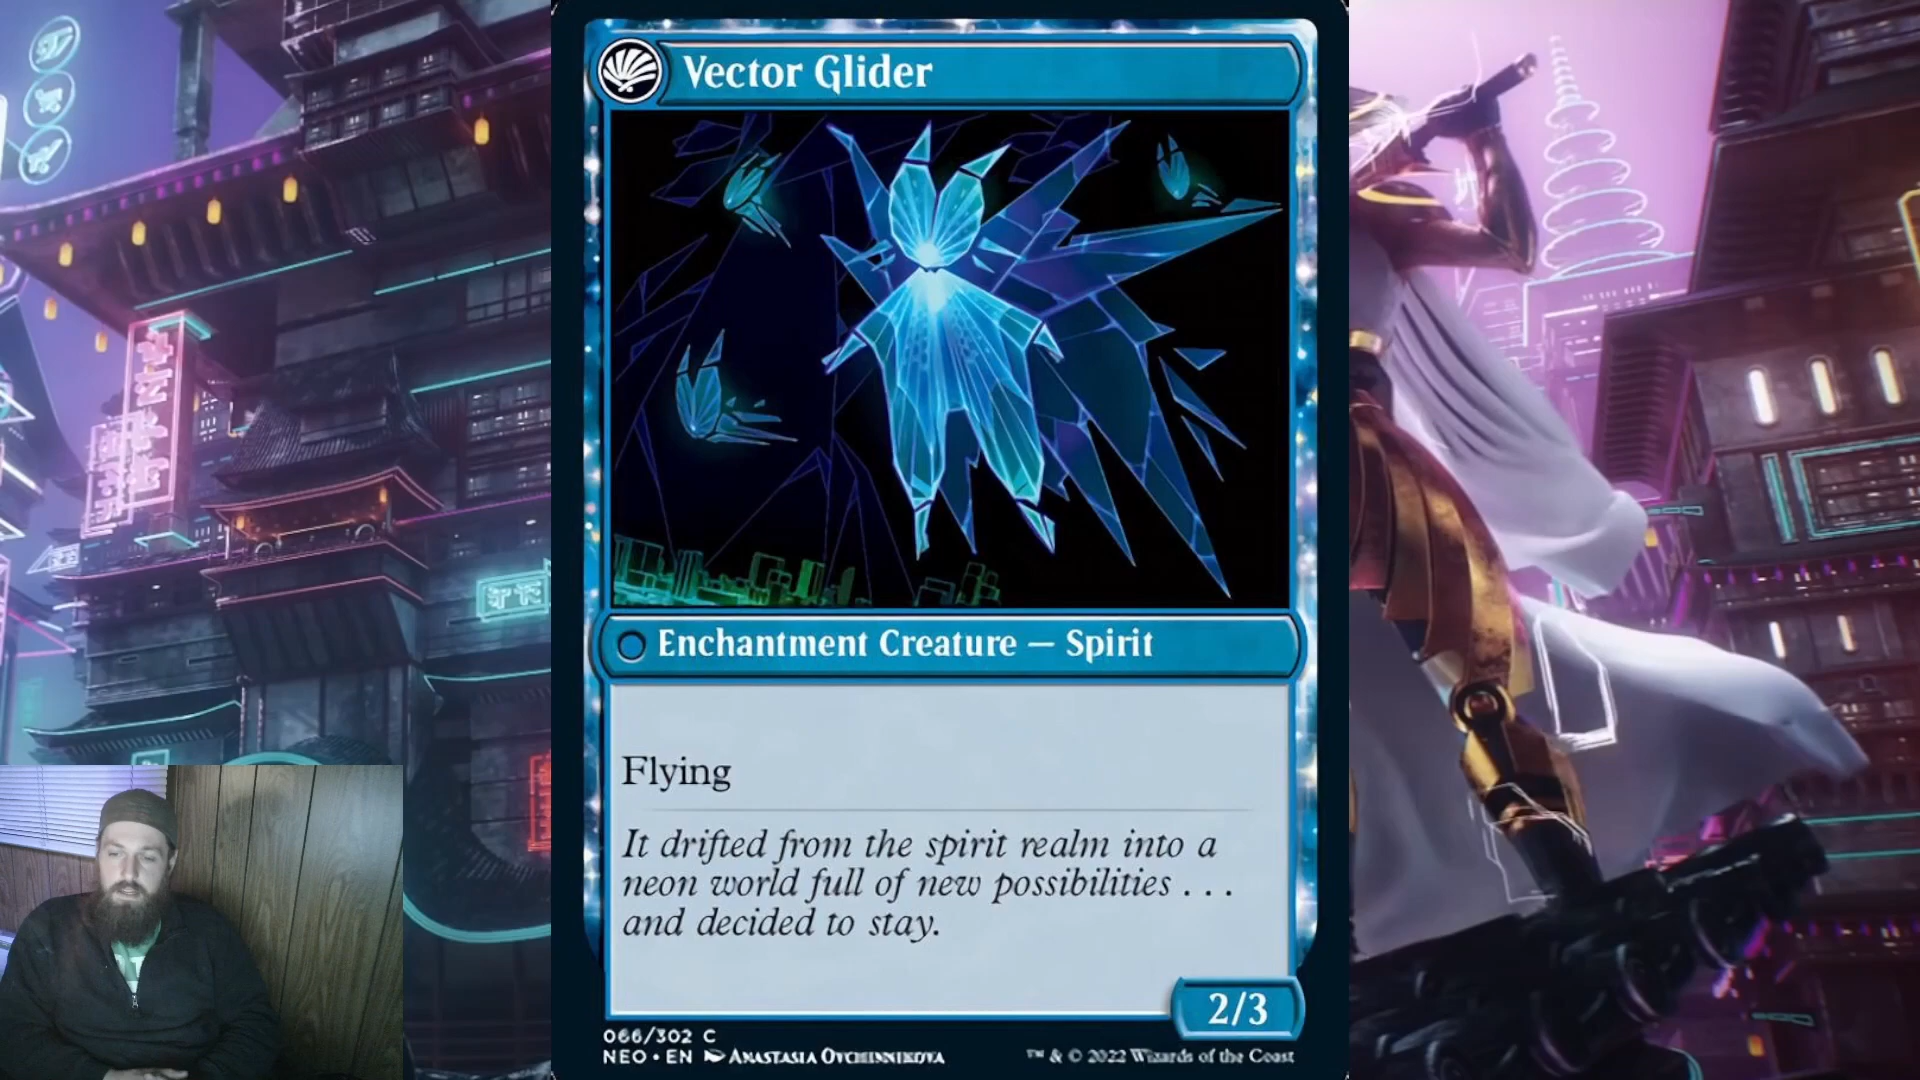 Vector Glider
Enchantment Creature — Spirit
Flying
It drifted from the spirit realm into a
neon world full of new possibilities . . .
and decided to stay.
2/3
066/302 C
NEO • EN ANASTASIA OVCHINNIKOVA
™ & © 2022 Wizards of the Coast